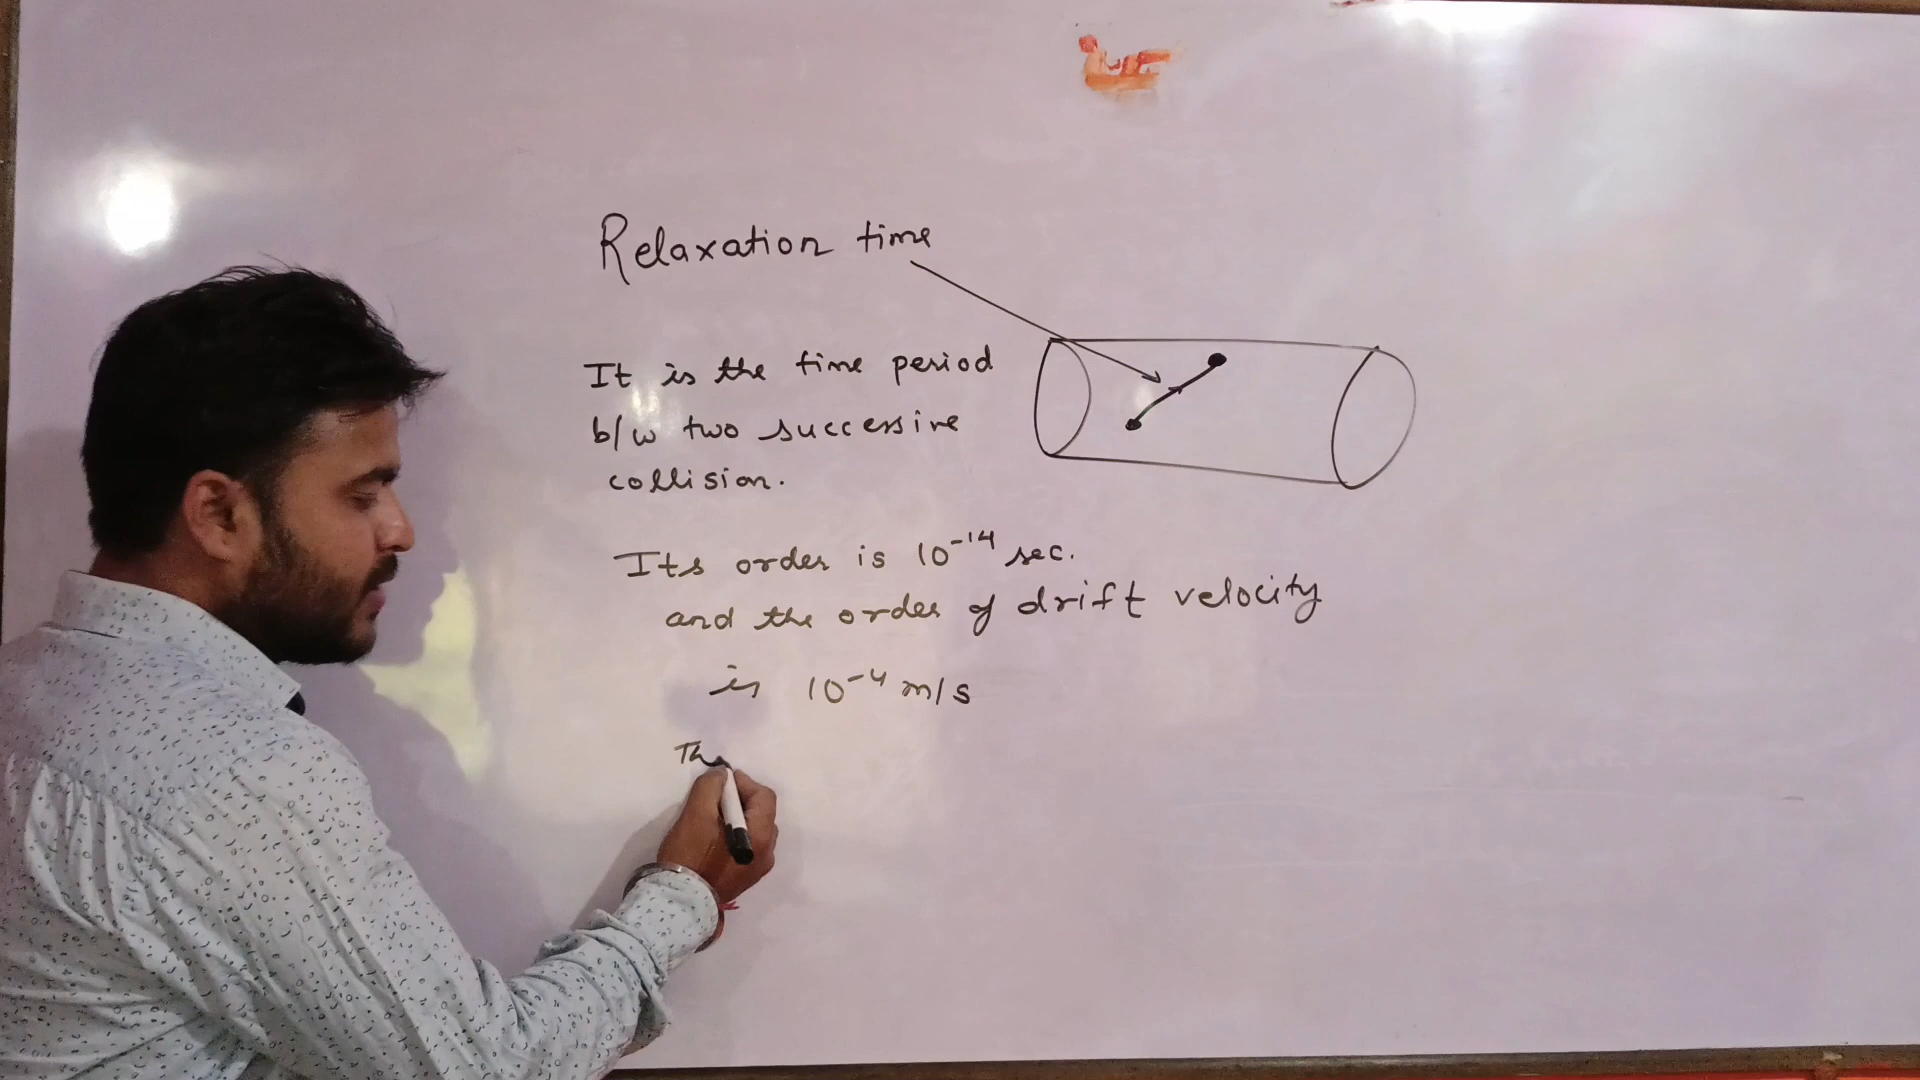 Relaxation time
It is the time period
b/w two successive
collision.
Its order is 10⁻¹⁴ sec.
and the order of drift velocity
is 10⁻⁴ m/s
Th